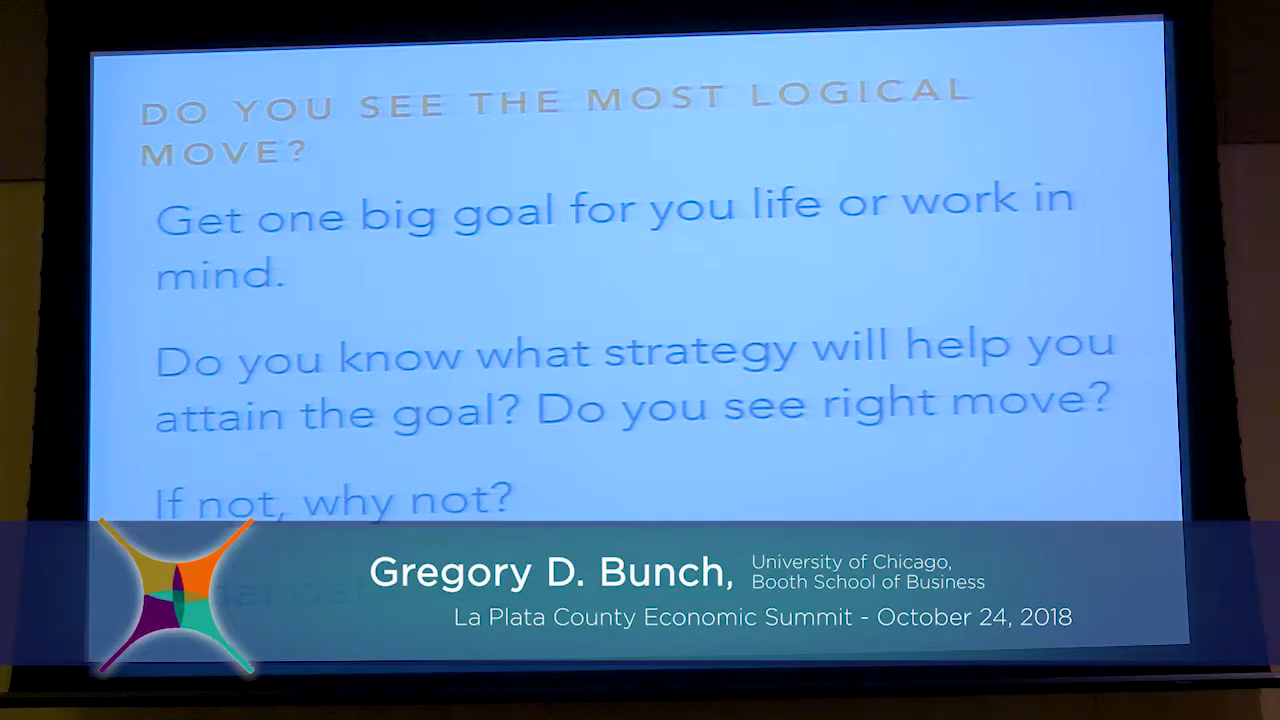 DO YOU SEE THE MOST LOGICAL
MOVE?
Get one big goal for you life or work in
mind.
Do you know what strategy will help you
attain the goal? Do you see right move?
If not, why not?
Gregory D. Bunch,
University of Chicago,
Booth School of Business
La Plata County Economic Summit - October 24, 2018